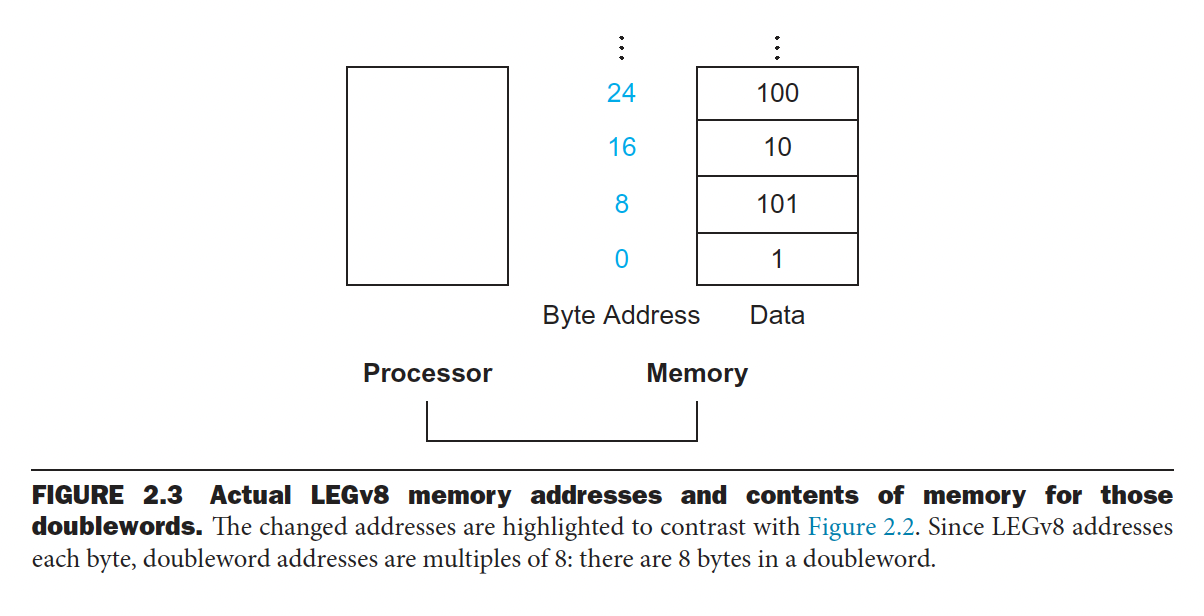 24 100
16 10
8 101
0 1
Byte Address Data
Processor Memory
FIGURE 2.3 Actual LEGv8 memory addresses and contents of memory for those
doublewords. The changed addresses are highlighted to contrast with Figure 2.2. Since LEGv8 addresses
each byte, doubleword addresses are multiples of 8: there are 8 bytes in a doubleword.